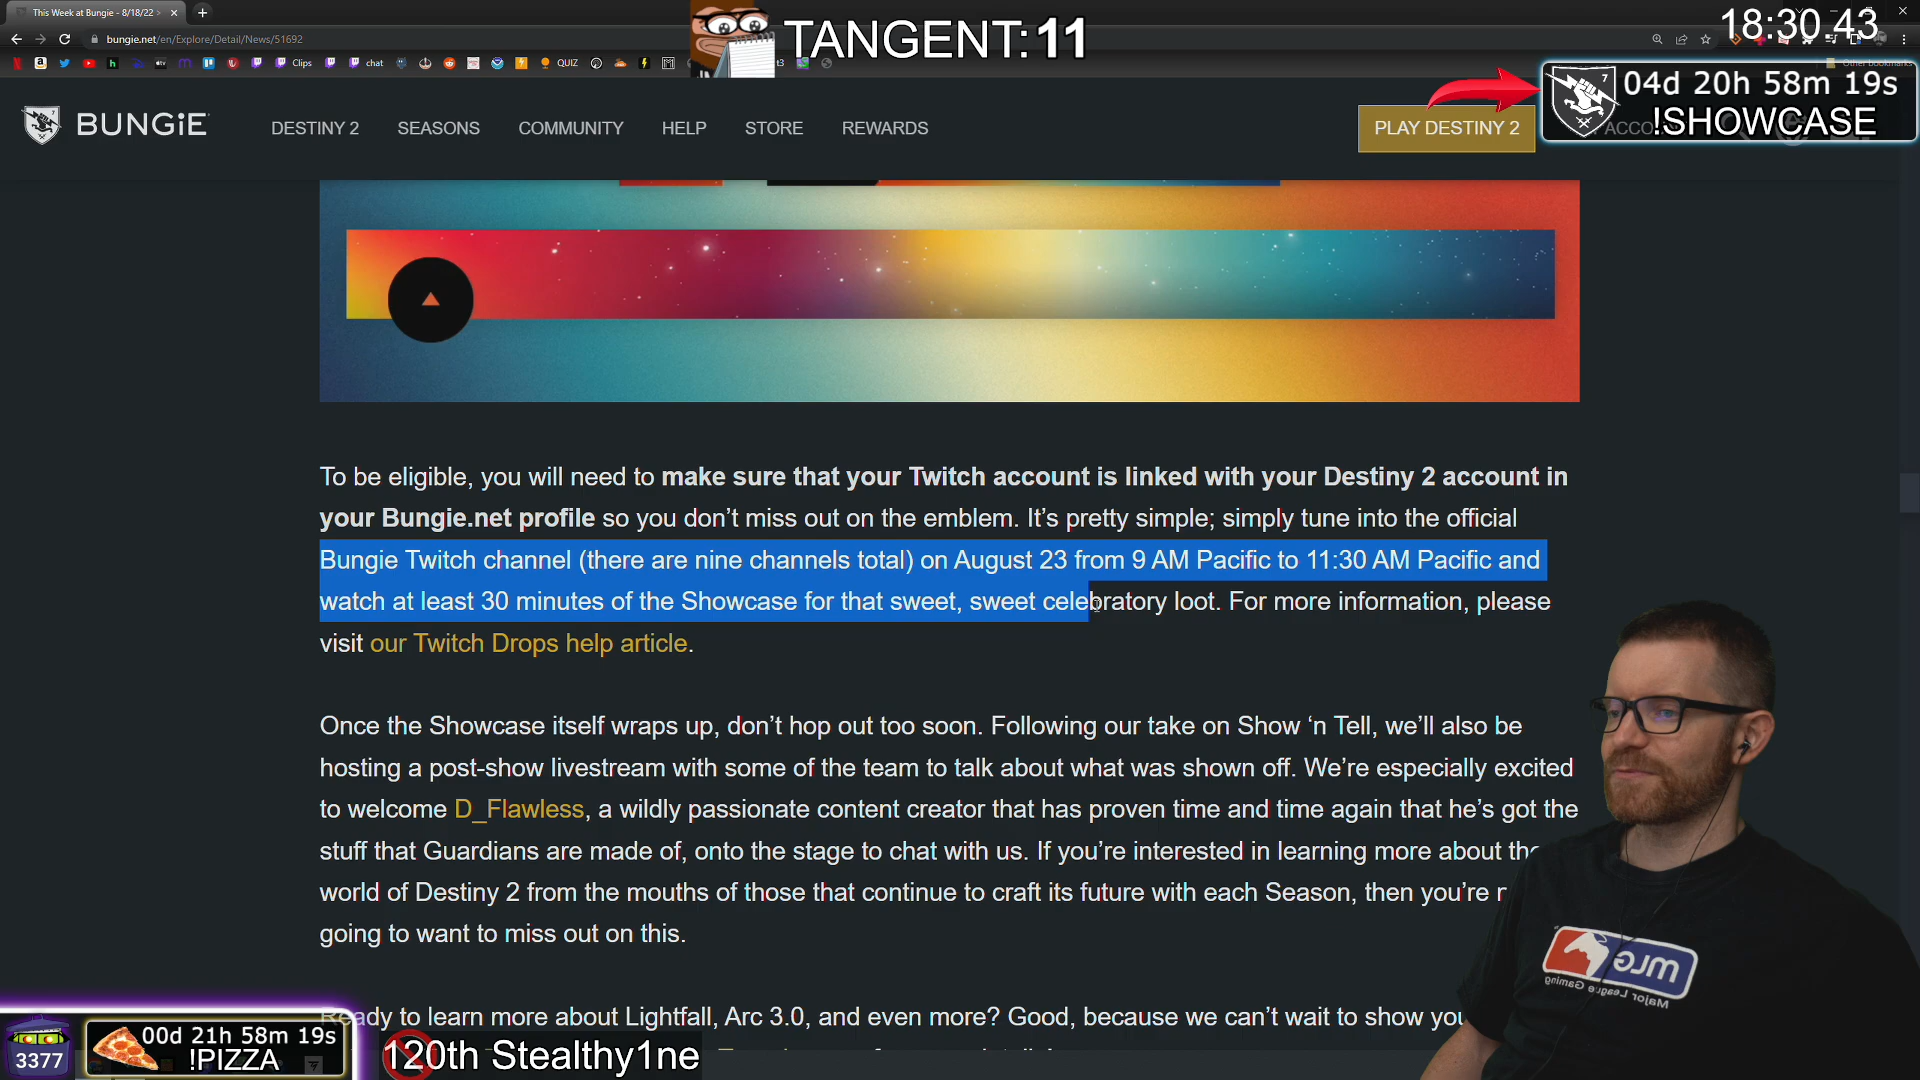 This Week at Bungie - 8/18/22 >
bungie.net/en/Explore/Detail/News/51692
Clips
chat
QUIZ
t3
Other bookmarks
TANGENT: 11
18:30.43
04d 20h 58m 19s
!SHOWCASE
BUNGiE
DESTINY 2
SEASONS
COMMUNITY
HELP
STORE
REWARDS
PLAY DESTINY 2
To be eligible, you will need to make sure that your Twitch account is linked with your Destiny 2 account in
your Bungie.net profile so you don’t miss out on the emblem. It’s pretty simple; simply tune into the official
Bungie Twitch channel (there are nine channels total) on August 23 from 9 AM Pacific to 11:30 AM Pacific and
watch at least 30 minutes of the Showcase for that sweet, sweet celebratory loot. For more information, please
visit our Twitch Drops help article.
Once the Showcase itself wraps up, don’t hop out too soon. Following our take on Show ‘n Tell, we’ll also be
hosting a post-show livestream with some of the team to talk about what was shown off. We’re especially excited
to welcome D_Flawless, a wildly passionate content creator that has proven time and time again that he’s got the
stuff that Guardians are made of, onto the stage to chat with us. If you’re interested in learning more about the
world of Destiny 2 from the mouths of those that continue to craft its future with each Season, then you’re
going to want to miss out on this.
Ready to learn more about Lightfall, Arc 3.0, and even more? Good, because we can’t wait to show you
MLG
Major League Gaming
3377
00d 21h 58m 19s
!PIZZA
120th Stealthy1ne